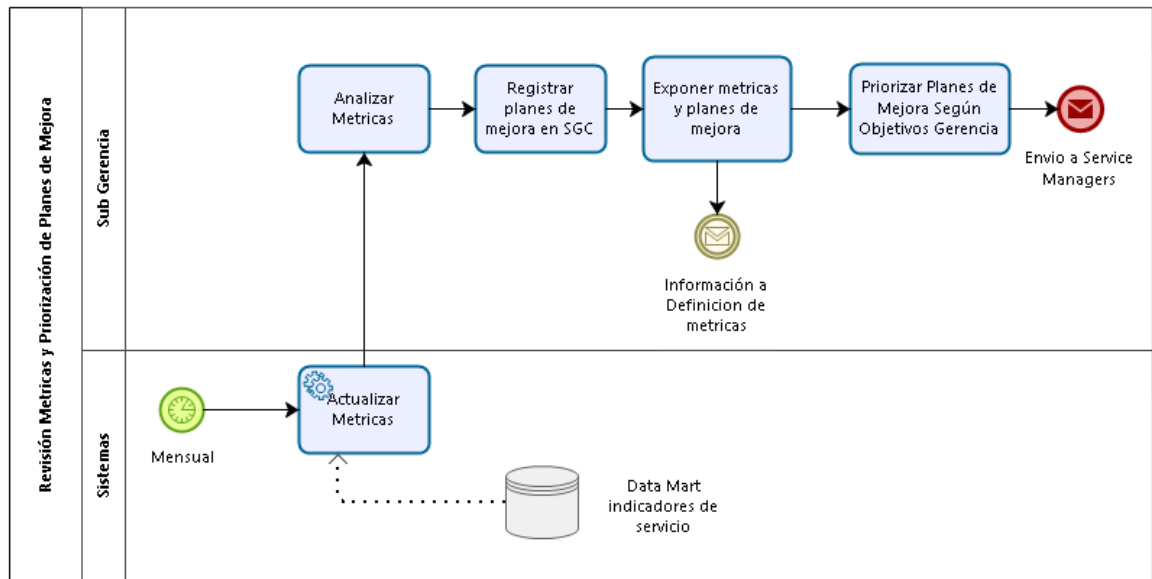 Revisión Metricas y Priorización de Planes de Mejora
Sub Gerencia
Analizar
Metricas
Registrar
planes de
mejora en SGC
Exponer metricas
y planes de
mejora
Priorizar Planes de
Mejora Según
Objetivos Gerencia
Envio a Service
Managers
Información a
Definicion de
metricas
Sistemas
Mensual
Actualizar
Metricas
Data Mart
indicadores de
servicio